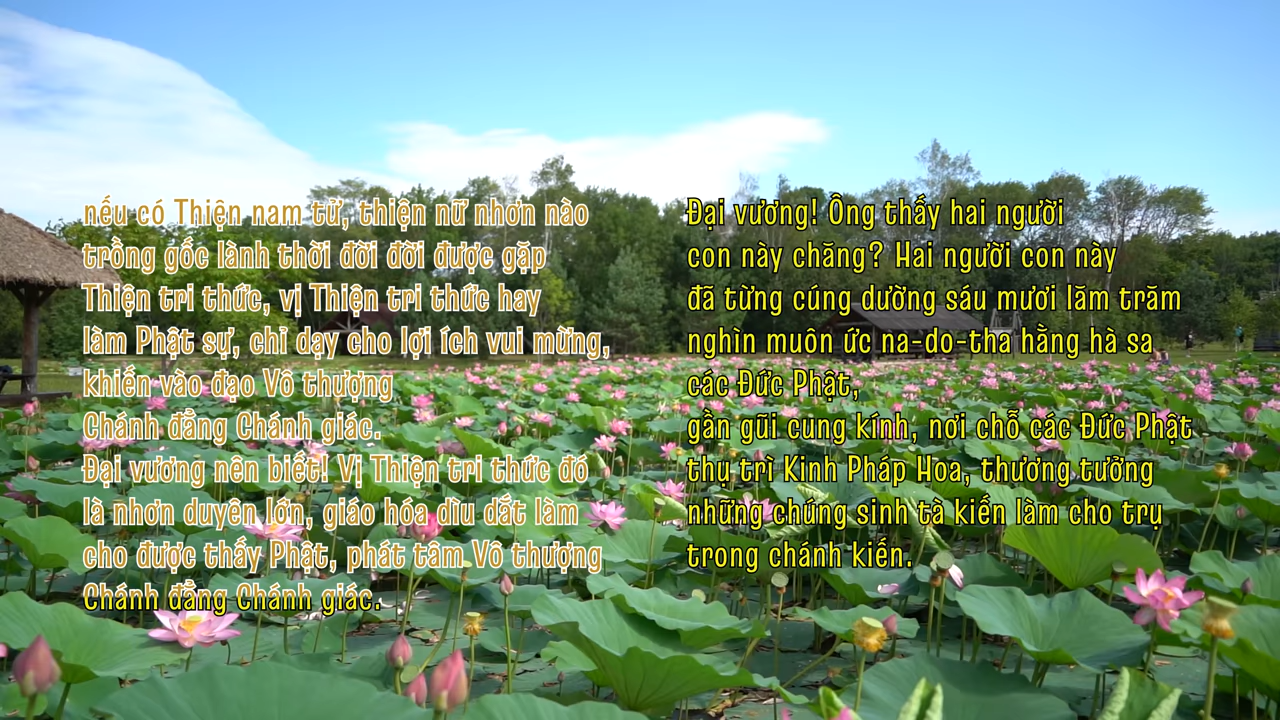 nếu có Thiện nam tử, thiện nữ nhơn nào
trồng gốc lành thời đời đời được gặp
Thiện tri thức, vị Thiện tri thức hay
làm Phật sự, chỉ dạy cho lợi ích vui mừng,
khiến vào đạo Vô thượng
Chánh đẳng Chánh giác.
Đại vương nên biết! Vị Thiện tri thức đó
là nhơn duyên lớn, giáo hóa dìu dắt làm
cho được thấy Phật, phát tâm Vô thượng
Chánh đẳng Chánh giác.
Đại vương! Ông thấy hai người
con này chăng? Hai người con này
đã từng cúng dường sáu mươi lăm trăm
nghìn muôn ức na-do-tha hằng hà sa
các Đức Phật,
gần gũi cung kính, nơi chỗ các Đức Phật
thụ trì Kinh Pháp Hoa, thương tưởng
những chúng sinh tà kiến làm cho trụ
trong chánh kiến.